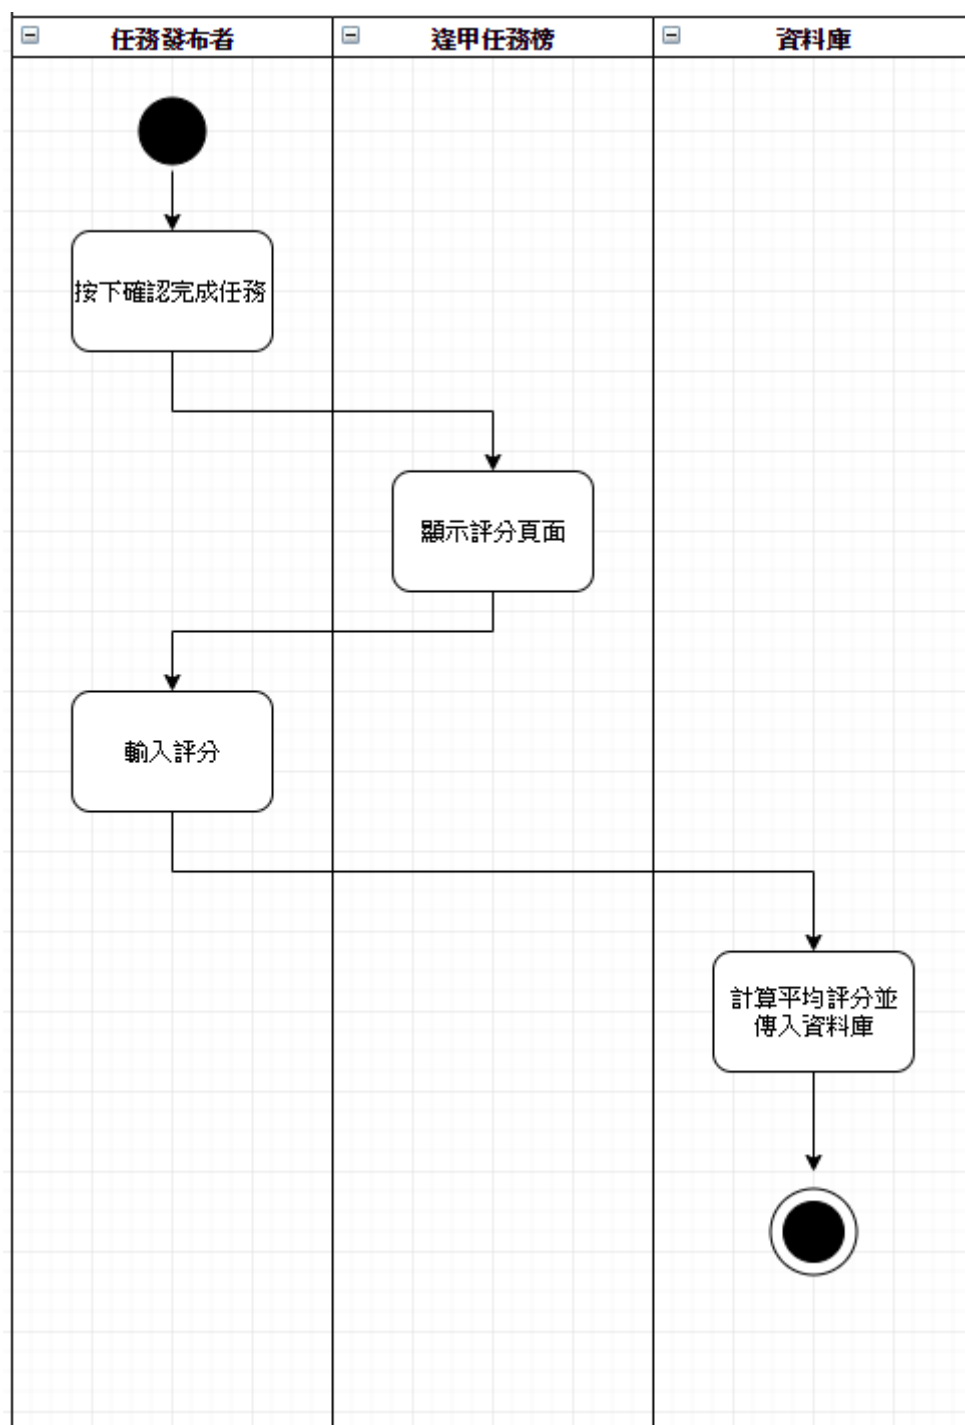 任務發布者
逢甲任務榜
資料庫
按下確認完成任務
顯示評分頁面
輸入評分
計算平均評分並
傳入資料庫